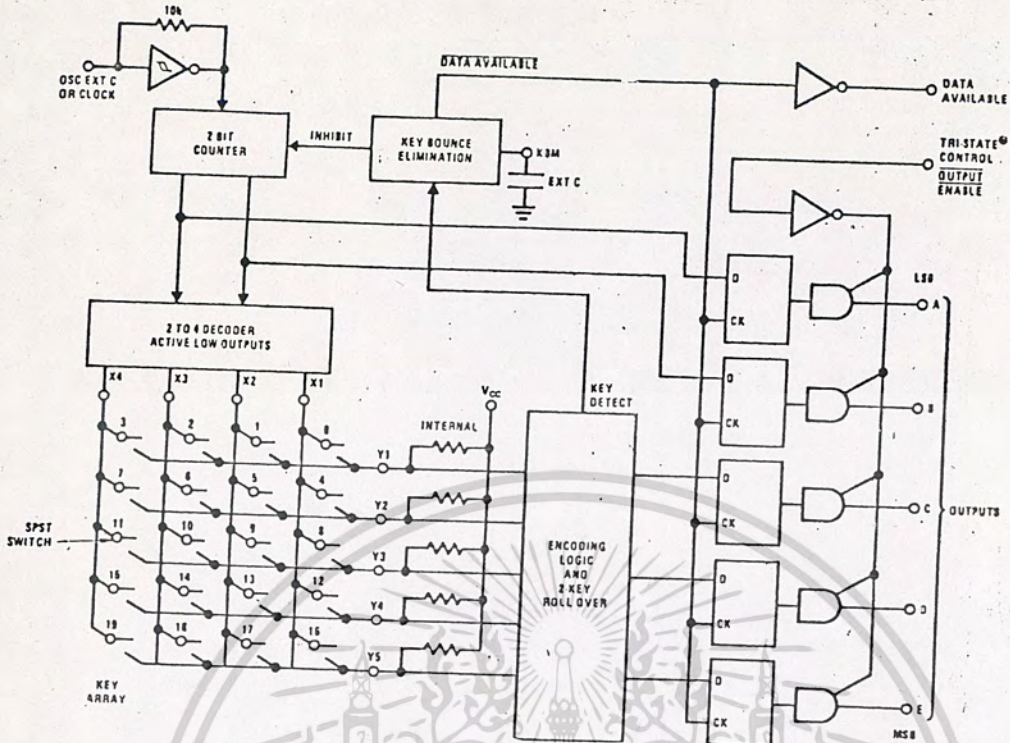 10k
OSC EXT C
OR CLOCK
2 BIT
COUNTER
INHIBIT
KEY BOUNCE
ELIMINATION
DATA AVAILABLE
KBM
EXT C
DATA
AVAILABLE
TRI-STATE®
CONTROL
OUTPUT
ENABLE
2 TO 4 DECODER
ACTIVE LOW OUTPUTS
X4
X3
X2
X1
3
2
1
0
Y1
7
6
5
4
Y2
SPST
SWITCH
11
10
9
8
Y3
15
14
13
12
Y4
19
18
17
16
Y5
KEY
ARRAY
INTERNAL
VCC
KEY
DETECT
ENCODING
LOGIC
AND
2 KEY
ROLL OVER
D
CK
D
CK
D
CK
D
CK
D
CK
LSB
A
B
C
D
E
MSB
OUTPUTS